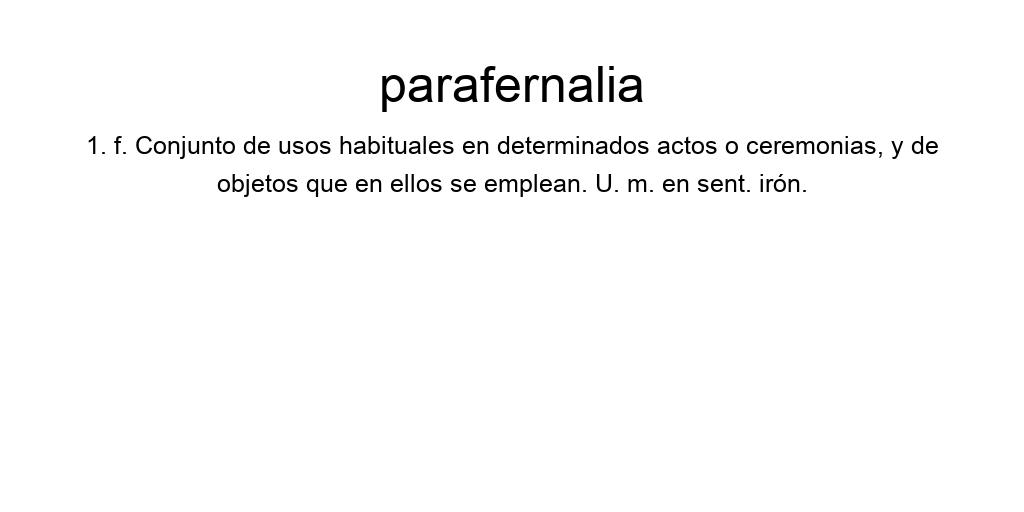 parafernalia
1. f. Conjunto de usos habituales en determinados actos o ceremonias, y de
objetos que en ellos se emplean. U. m. en sent. irón.